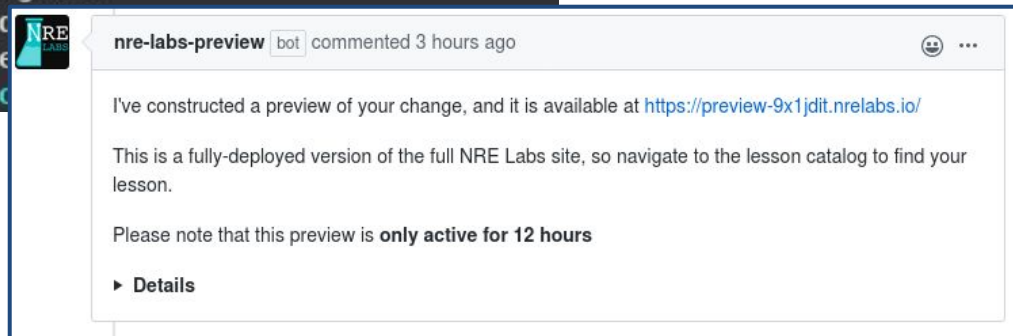 NRE
LABS
nre-labs-preview bot commented 3 hours ago
I've constructed a preview of your change, and it is available at https://preview-9x1jdit.nrelabs.io/
This is a fully-deployed version of the full NRE Labs site, so navigate to the lesson catalog to find your
lesson.
Please note that this preview is only active for 12 hours
Details